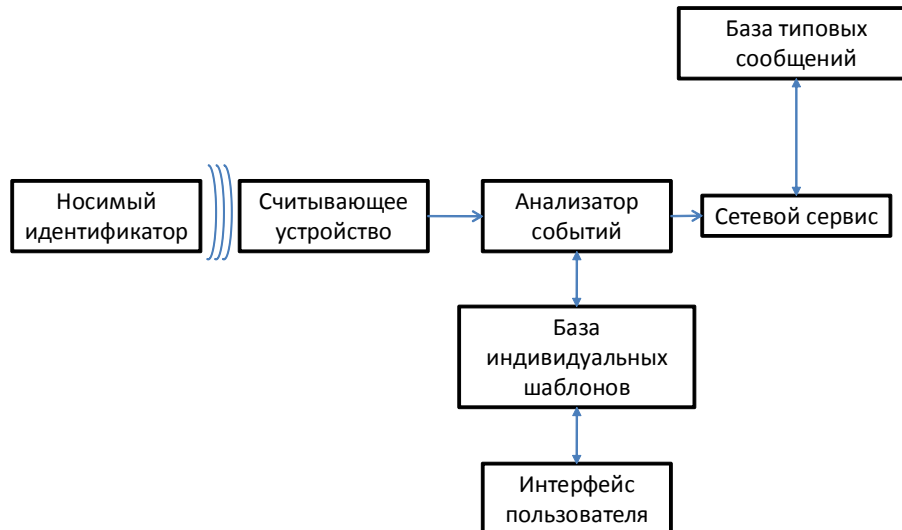 База типовых
сообщений
Носимый
идентификатор
Считывающее
устройство
Анализатор
событий
Сетевой сервис
База
индивидуальных
шаблонов
Интерфейс
пользователя